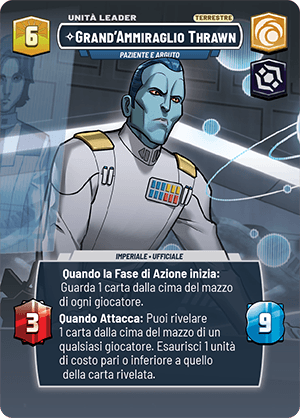 UNITÀ LEADER
TERRESTRE
6
GRAND'AMMIRAGLIO THRAWN
PAZIENTE E ARGUTO
IMPERIALE • UFFICIALE
Quando la Fase di Azione inizia:
Guarda 1 carta dalla cima del mazzo
di ogni giocatore.
Quando Attacca: Puoi rivelare
1 carta dalla cima del mazzo di un
qualsiasi giocatore. Esaurisci 1 unità
di costo pari o inferiore a quello
della carta rivelata.
3
9